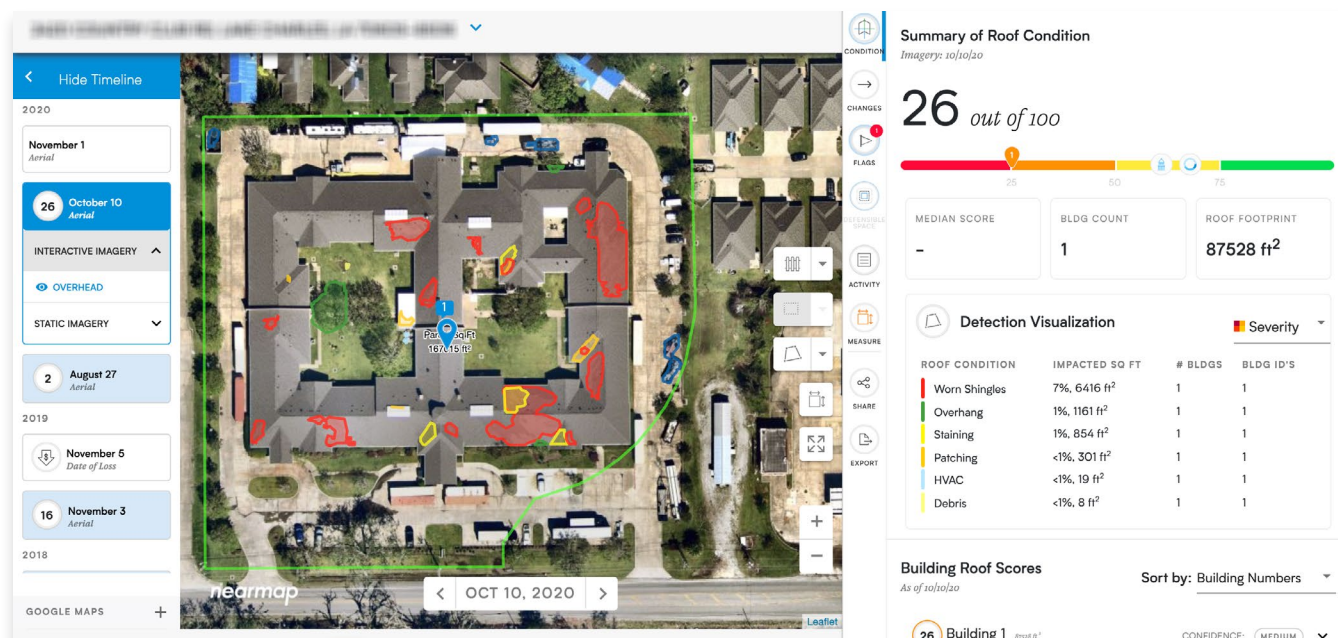 Hide Timeline
2020
November 1
Aerial
26
October 10
Aerial
INTERACTIVE IMAGERY
OVERHEAD
STATIC IMAGERY
2
August 27
Aerial
2019
$
November 5
Date of Loss
16
November 3
Aerial
2018
GOOGLE MAPS +
1
nearmap
OCT 10, 2020
+
−
Leaflet
CONDITION
CHANGES
1
FLAGS
DEFENSIBLE
SPACE
ACTIVITY
MEASURE
SHARE
EXPORT
Summary of Roof Condition
Imagery: 10/10/20
26 out of 100
1
25 50 75
MEDIAN SCORE
-
BLDG COUNT
1
ROOF FOOTPRINT
87528 ft²
Detection Visualization
Severity
ROOF CONDITION IMPACTED SQ FT # BLDGS BLDG ID'S
Worn Shingles 7%, 6416 ft² 1 1
Overhang 1%, 1161 ft² 1 1
Staining 1%, 854 ft² 1 1
Patching <1%, 301 ft² 1 1
HVAC <1%, 19 ft² 1 1
Debris <1%, 8 ft² 1 1
Building Roof Scores
As of 10/10/20
Sort by: Building Numbers
26 Building 1 CONFIDENCE: MEDIUM